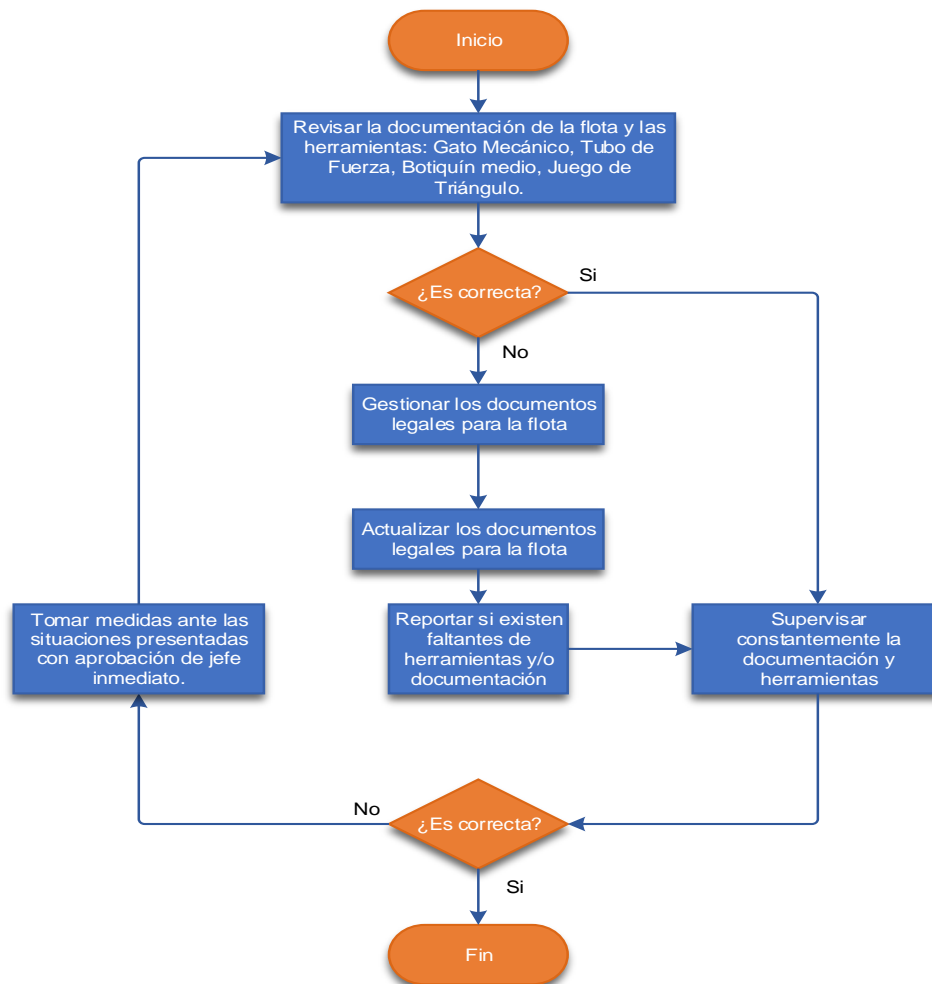 Inicio
Revisar la documentación de la flota y las
herramientas: Gato Mecánico, Tubo de
Fuerza, Botiquín medio, Juego de
Triángulo.
¿Es correcta?
Si
No
Gestionar los documentos
legales para la flota
Actualizar los documentos
legales para la flota
Tomar medidas ante las
situaciones presentadas
con aprobación de jefe
inmediato.
Reportar si existen
faltantes de
herramientas y/o
documentación
Supervisar
constantemente la
documentación y
herramientas
No
¿Es correcta?
Si
Fin